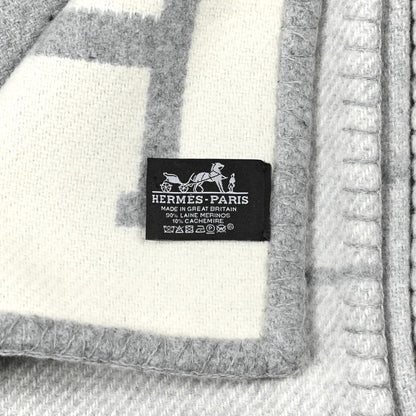 HERMES-PARIS
MADE IN GREAT BRITAIN
90% LAINE MERINOS
10% CACHEMIRE